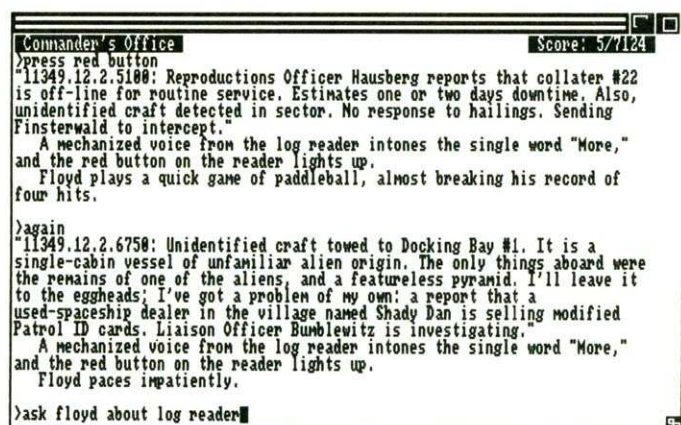 Commander's Office Score: 5/7124
>press red button
"11349.12.2.5100: Reproductions Officer Hausberg reports that collater #22
is off-line for routine service. Estimates one or two days downtime. Also,
unidentified craft detected in sector. No response to hailings. Sending
Finsterwald to intercept."
A mechanized voice from the log reader intones the single word "More,"
and the red button on the reader lights up.
Floyd plays a quick game of paddleball, almost breaking his record of
four hits.
>again
"11349.12.2.6750: Unidentified craft towed to Docking Bay #1. It is a
single-cabin vessel of unfamiliar alien origin. The only things aboard were
the remains of one of the aliens, and a featureless pyramid. I'll leave it
to the eggheads; I've got a problem of my own: a report that a
used-spaceship dealer in the village named Shady Dan is selling modified
Patrol ID cards. Liaison Officer Bumblewitz is investigating."
A mechanized voice from the log reader intones the single word "More,"
and the red button on the reader lights up.
Floyd paces impatiently.
>ask floyd about log reader